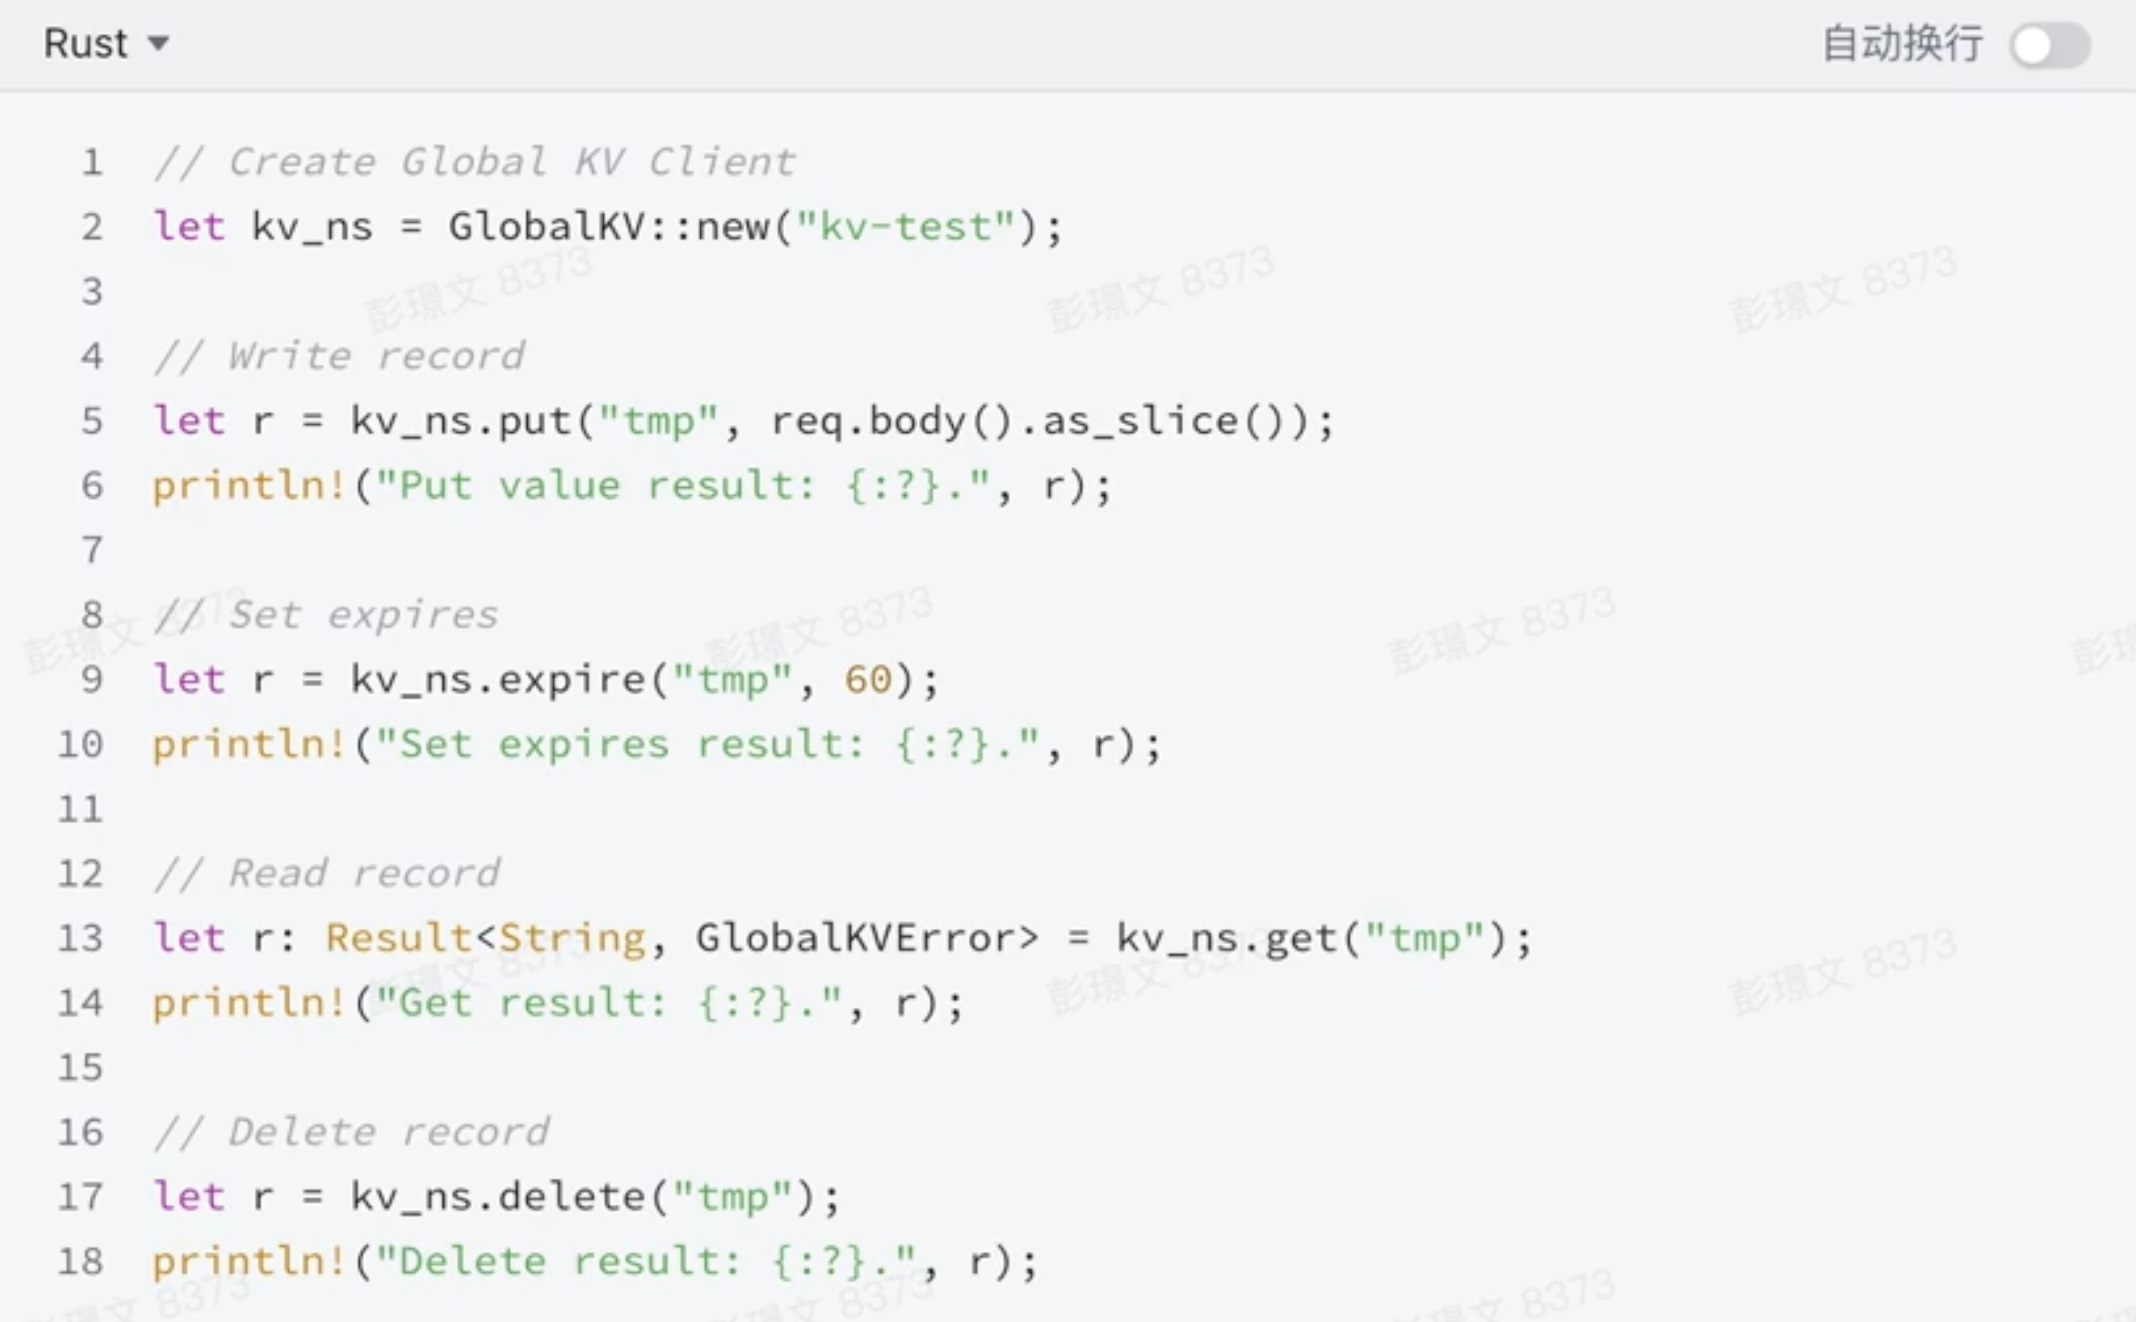 Rust
自动换行
1 // Create Global KV Client
2 let kv_ns = GlobalKV::new("kv-test");
3
4 // Write record
5 let r = kv_ns.put("tmp", req.body().as_slice());
6 println!("Put value result: {:?}.", r);
7
8 // Set expires
9 let r = kv_ns.expire("tmp", 60);
10 println!("Set expires result: {:?}.", r);
11
12 // Read record
13 let r: Result<String, GlobalKVError> = kv_ns.get("tmp");
14 println!("Get result: {:?}.", r);
15
16 // Delete record
17 let r = kv_ns.delete("tmp");
18 println!("Delete result: {:?}.", r);
彭璟文 8373
彭璟文 8373
彭璟文 8373
彭璟文 8373
彭璟文 8373
彭璟文 8373
彭璟文 8373
彭璟文 8373
彭璟文 8373